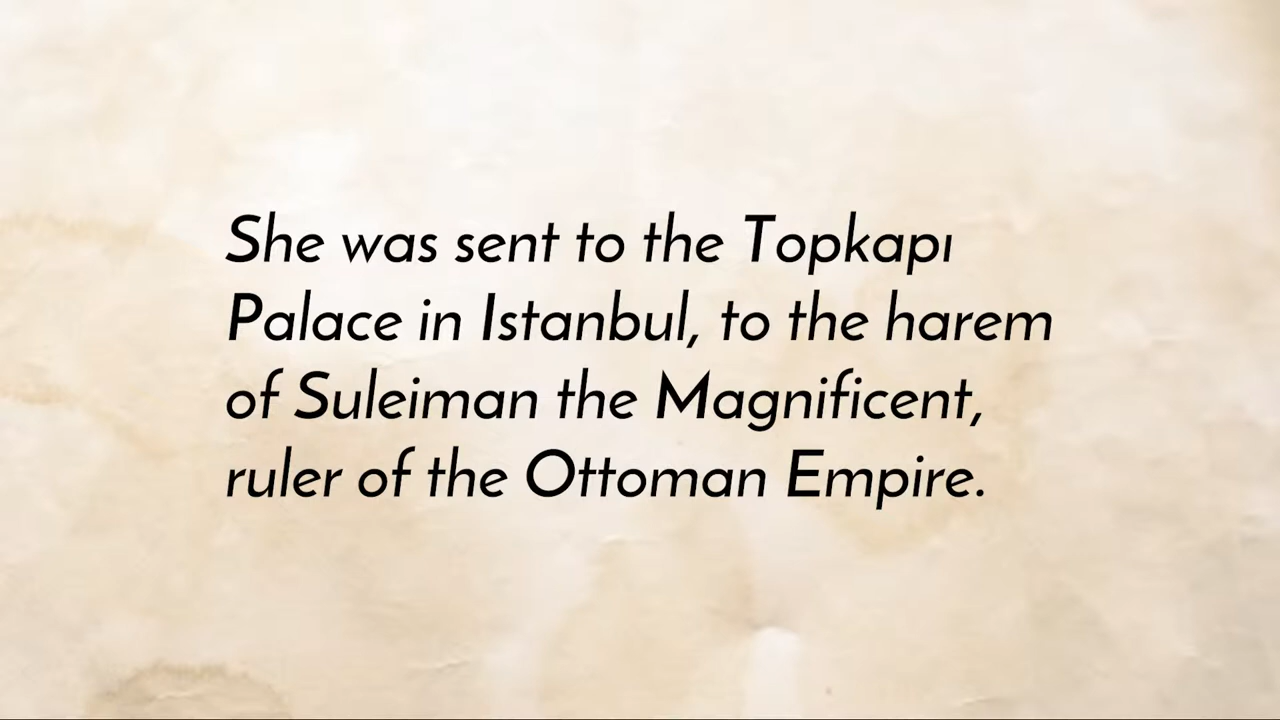 She was sent to the Topkapı
Palace in Istanbul, to the harem
of Suleiman the Magnificent,
ruler of the Ottoman Empire.